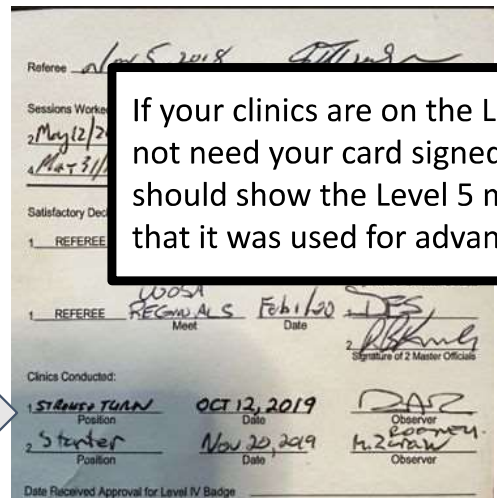 Referee Nov 5, 2018
Sessions Worke
2 May 12/
4 Mar 31/
Satisfactory Decl
1 REFEREE
If your clinics are on the L
not need your card signed
should show the Level 5 m
that it was used for advan
WOSA
1 REFEREE REGIONALS Feb 1/20 1
Meet Date
2
Signature of 2 Master Officials
Clinics Conducted:
1 STROKE & TURN OCT 12, 2019
Position Date Observer
2 Starter Nov 20, 2019
Position Date Observer
Date Received Approval for Level IV Badge